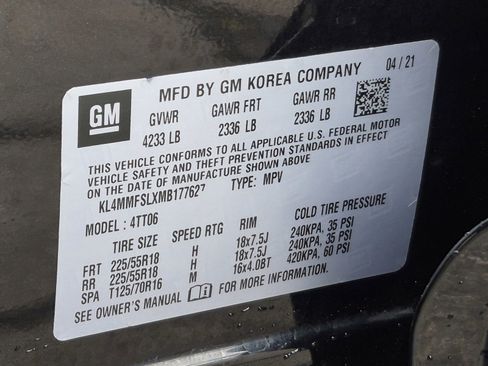 MFD BY GM KOREA COMPANY 04 / 21
GM
GVWR GAWR FRT GAWR RR
4233 LB 2336 LB 2336 LB
THIS VEHICLE CONFORMS TO ALL APPLICABLE U.S. FEDERAL MOTOR
VEHICLE SAFETY AND THEFT PREVENTION STANDARDS IN EFFECT
ON THE DATE OF MANUFACTURE SHOWN ABOVE
KL4MMFSLXMB177627 TYPE: MPV
MODEL : 4TT06
TIRE SIZE SPEED RTG RIM COLD TIRE PRESSURE
FRT 225/55R18 H 18x7.5J 240KPA, 35 PSI
RR 225/55R18 H 18x7.5J 240KPA, 35 PSI
SPA T125/70R16 M 16x4.0BT 420KPA, 60 PSI
SEE OWNER'S MANUAL FOR MORE INFORMATION.